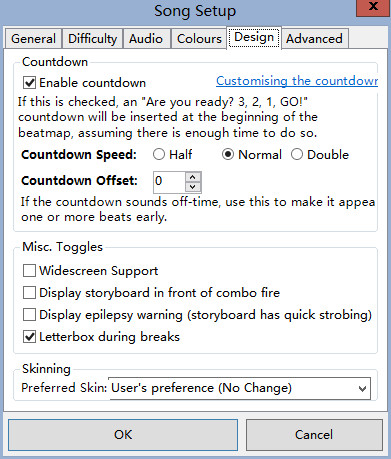 Song Setup
x
General Difficulty Audio Colours Design Advanced
Countdown
Enable countdown Customising the countdown
If this is checked, an "Are you ready? 3, 2, 1, GO!"
countdown will be inserted at the beginning of the
beatmap, assuming there is enough time to do so.
Countdown Speed: Half Normal Double
Countdown Offset: 0
If the countdown sounds off-time, use this to make it appea
one or more beats early.
Misc. Toggles
Widescreen Support
Display storyboard in front of combo fire
Display epilepsy warning (storyboard has quick strobing)
Letterbox during breaks
Skinning
Preferred Skin: User's preference (No Change)
OK Cancel